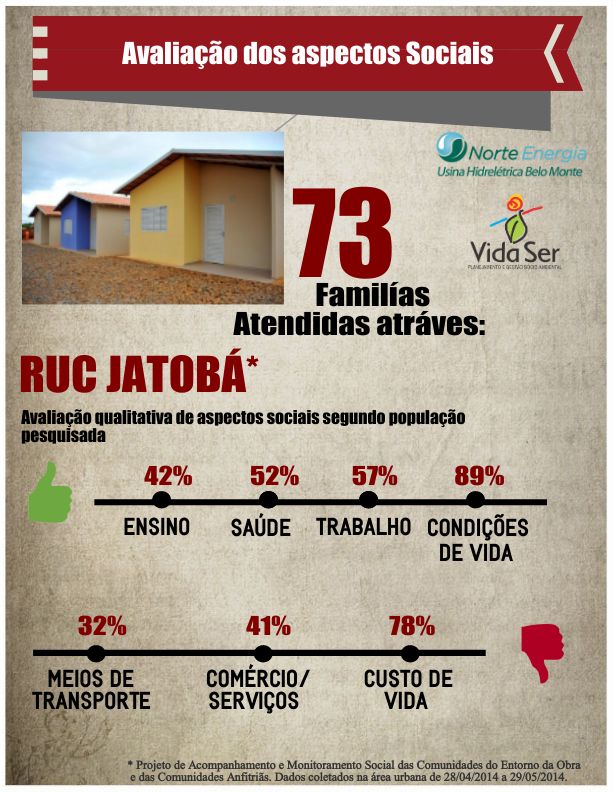 Avaliação dos aspectos Sociais
Norte Energia
Usina Hidrelétrica Belo Monte
73
Familías
Atendidas atráves:
Vida Ser
PLANEJAMENTO E GESTÃO SOCIO AMBIENTAL
RUC JATOBÁ*
Avaliação qualitativa de aspectos sociais segundo população
pesquisada
42% 52% 57% 89%
ENSINO SAÚDE TRABALHO CONDIÇÕES
DE VIDA
32% 41% 78%
MEIOS DE COMÉRCIO/ CUSTO DE
TRANSPORTE SERVIÇOS VIDA
* Projeto de Acompanhamento e Monitoramento Social das Comunidades do Entorno da Obra
e das Comunidades Anfitriãs. Dados coletados na área urbana de 28/04/2014 a 29/05/2014.